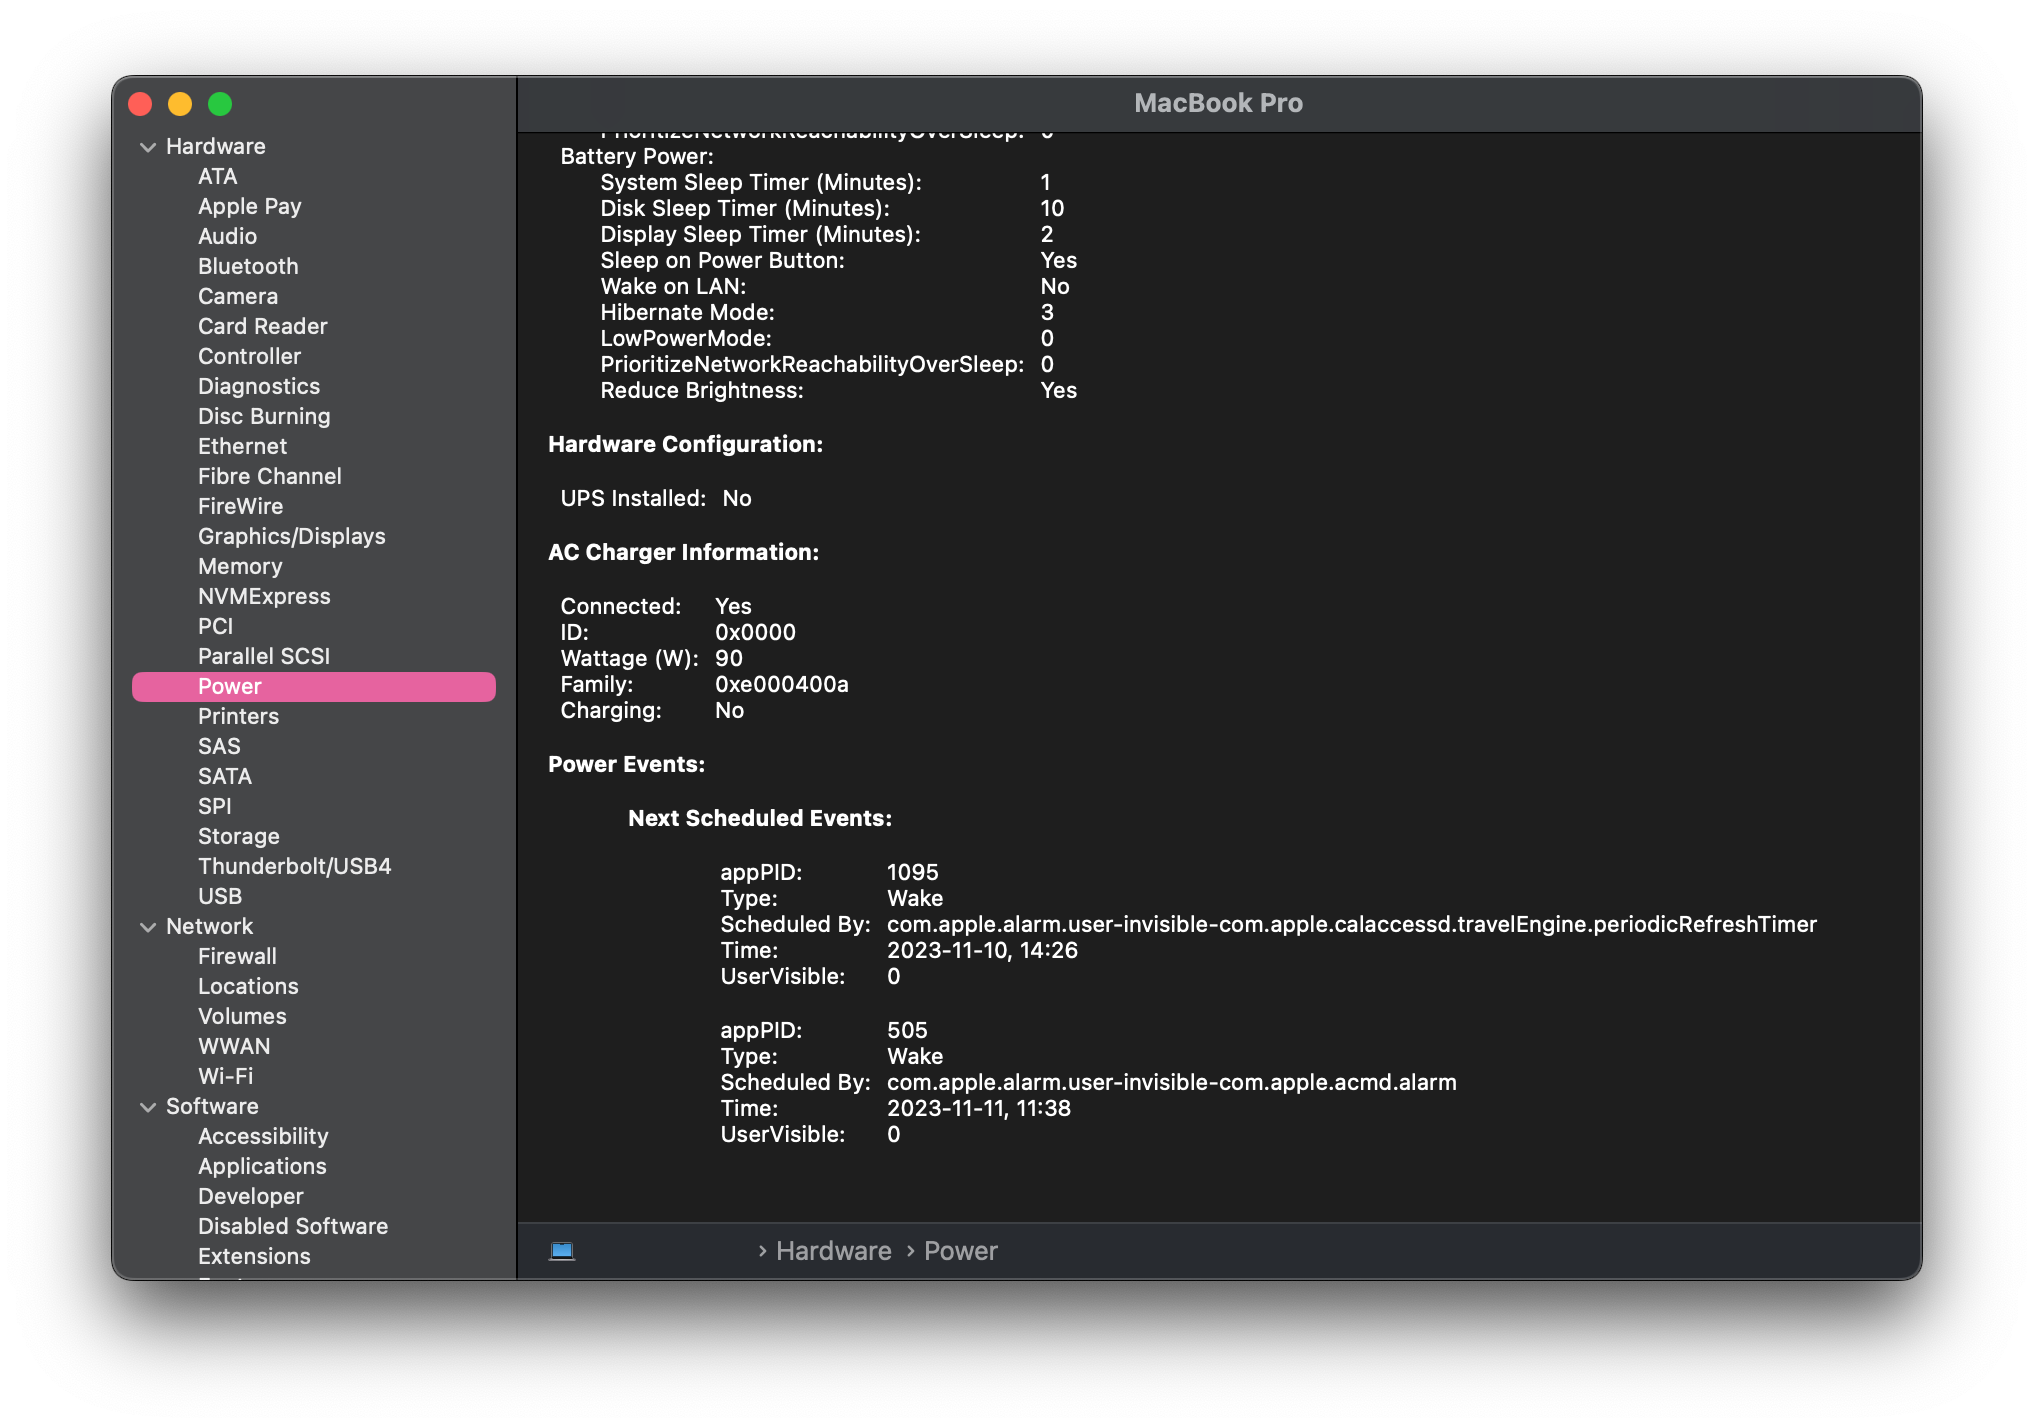 MacBook Pro
Hardware
ATA
Apple Pay
Audio
Bluetooth
Camera
Card Reader
Controller
Diagnostics
Disc Burning
Ethernet
Fibre Channel
FireWire
Graphics/Displays
Memory
NVMExpress
PCI
Parallel SCSI
Power
Printers
SAS
SATA
SPI
Storage
Thunderbolt/USB4
USB
Network
Firewall
Locations
Volumes
WWAN
Wi-Fi
Software
Accessibility
Applications
Developer
Disabled Software
Extensions
PrioritizeNetworkReachabilityOverSleep: 0
Battery Power:
System Sleep Timer (Minutes): 1
Disk Sleep Timer (Minutes): 10
Display Sleep Timer (Minutes): 2
Sleep on Power Button: Yes
Wake on LAN: No
Hibernate Mode: 3
LowPowerMode: 0
PrioritizeNetworkReachabilityOverSleep: 0
Reduce Brightness: Yes
Hardware Configuration:
UPS Installed: No
AC Charger Information:
Connected: Yes
ID: 0x0000
Wattage (W): 90
Family: 0xe000400a
Charging: No
Power Events:
Next Scheduled Events:
appPID: 1095
Type: Wake
Scheduled By: com.apple.alarm.user-invisible-com.apple.calaccessd.travelEngine.periodicRefreshTimer
Time: 2023-11-10, 14:26
UserVisible: 0
appPID: 505
Type: Wake
Scheduled By: com.apple.alarm.user-invisible-com.apple.acmd.alarm
Time: 2023-11-11, 11:38
UserVisible: 0
› Hardware › Power